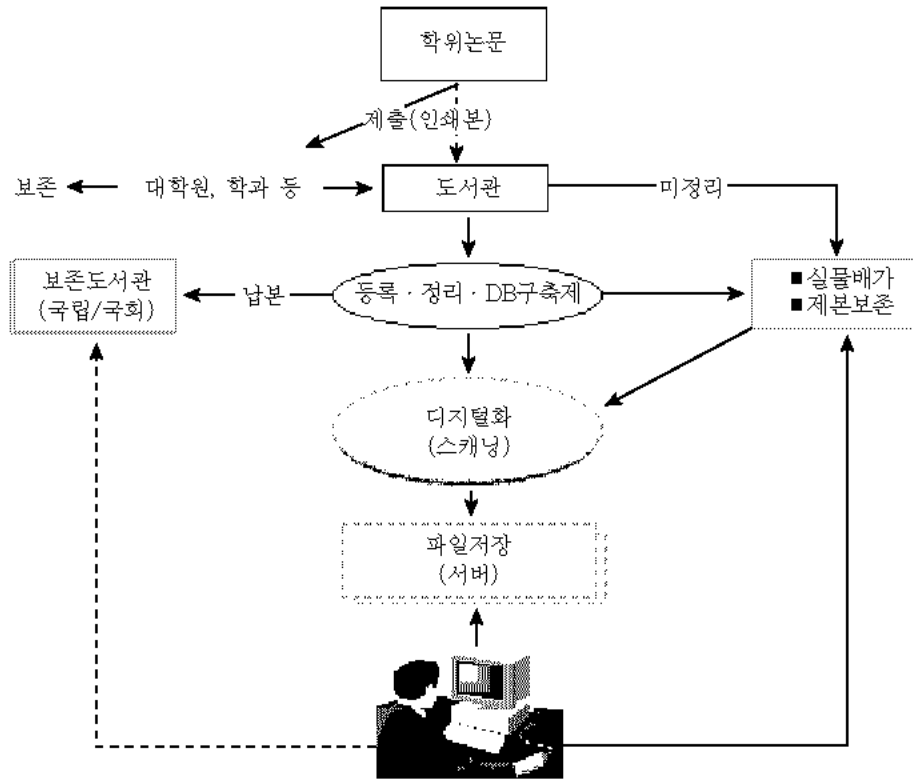 학위논문
제출(인쇄본)
보존
대학원, 학과 등
도서관
미정리
보존도서관
(국립/국회)
납본
등록 · 정리 · DB구축제
■ 실물배가
■ 제본보존
디지털화
(스캐닝)
파일저장
(서버)